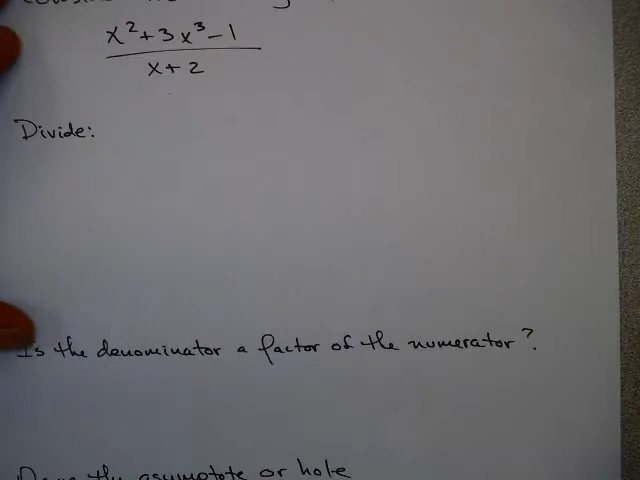 x²+3x³-1
x+2
Divide:
Is the denominator a factor of the numerator?
the asymptote or hole